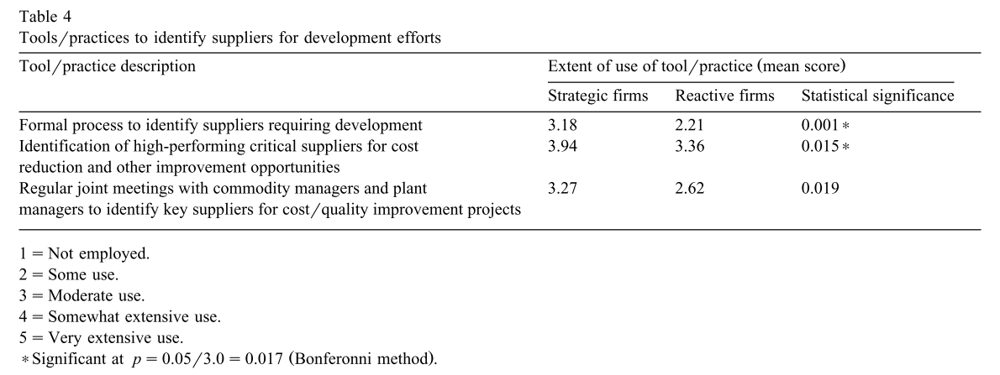 Table 4
Tools/practices to identify suppliers for development efforts
Tool/practice description Extent of use of tool/practice (mean score)
Strategic firms Reactive firms Statistical significance
Formal process to identify suppliers requiring development 3.18 2.21 0.001 *
Identification of high-performing critical suppliers for cost 3.94 3.36 0.015 *
reduction and other improvement opportunities
Regular joint meetings with commodity managers and plant 3.27 2.62 0.019
managers to identify key suppliers for cost/quality improvement projects
1 = Not employed.
2 = Some use.
3 = Moderate use.
4 = Somewhat extensive use.
5 = Very extensive use.
* Significant at p = 0.05/3.0 = 0.017 (Bonferonni method).